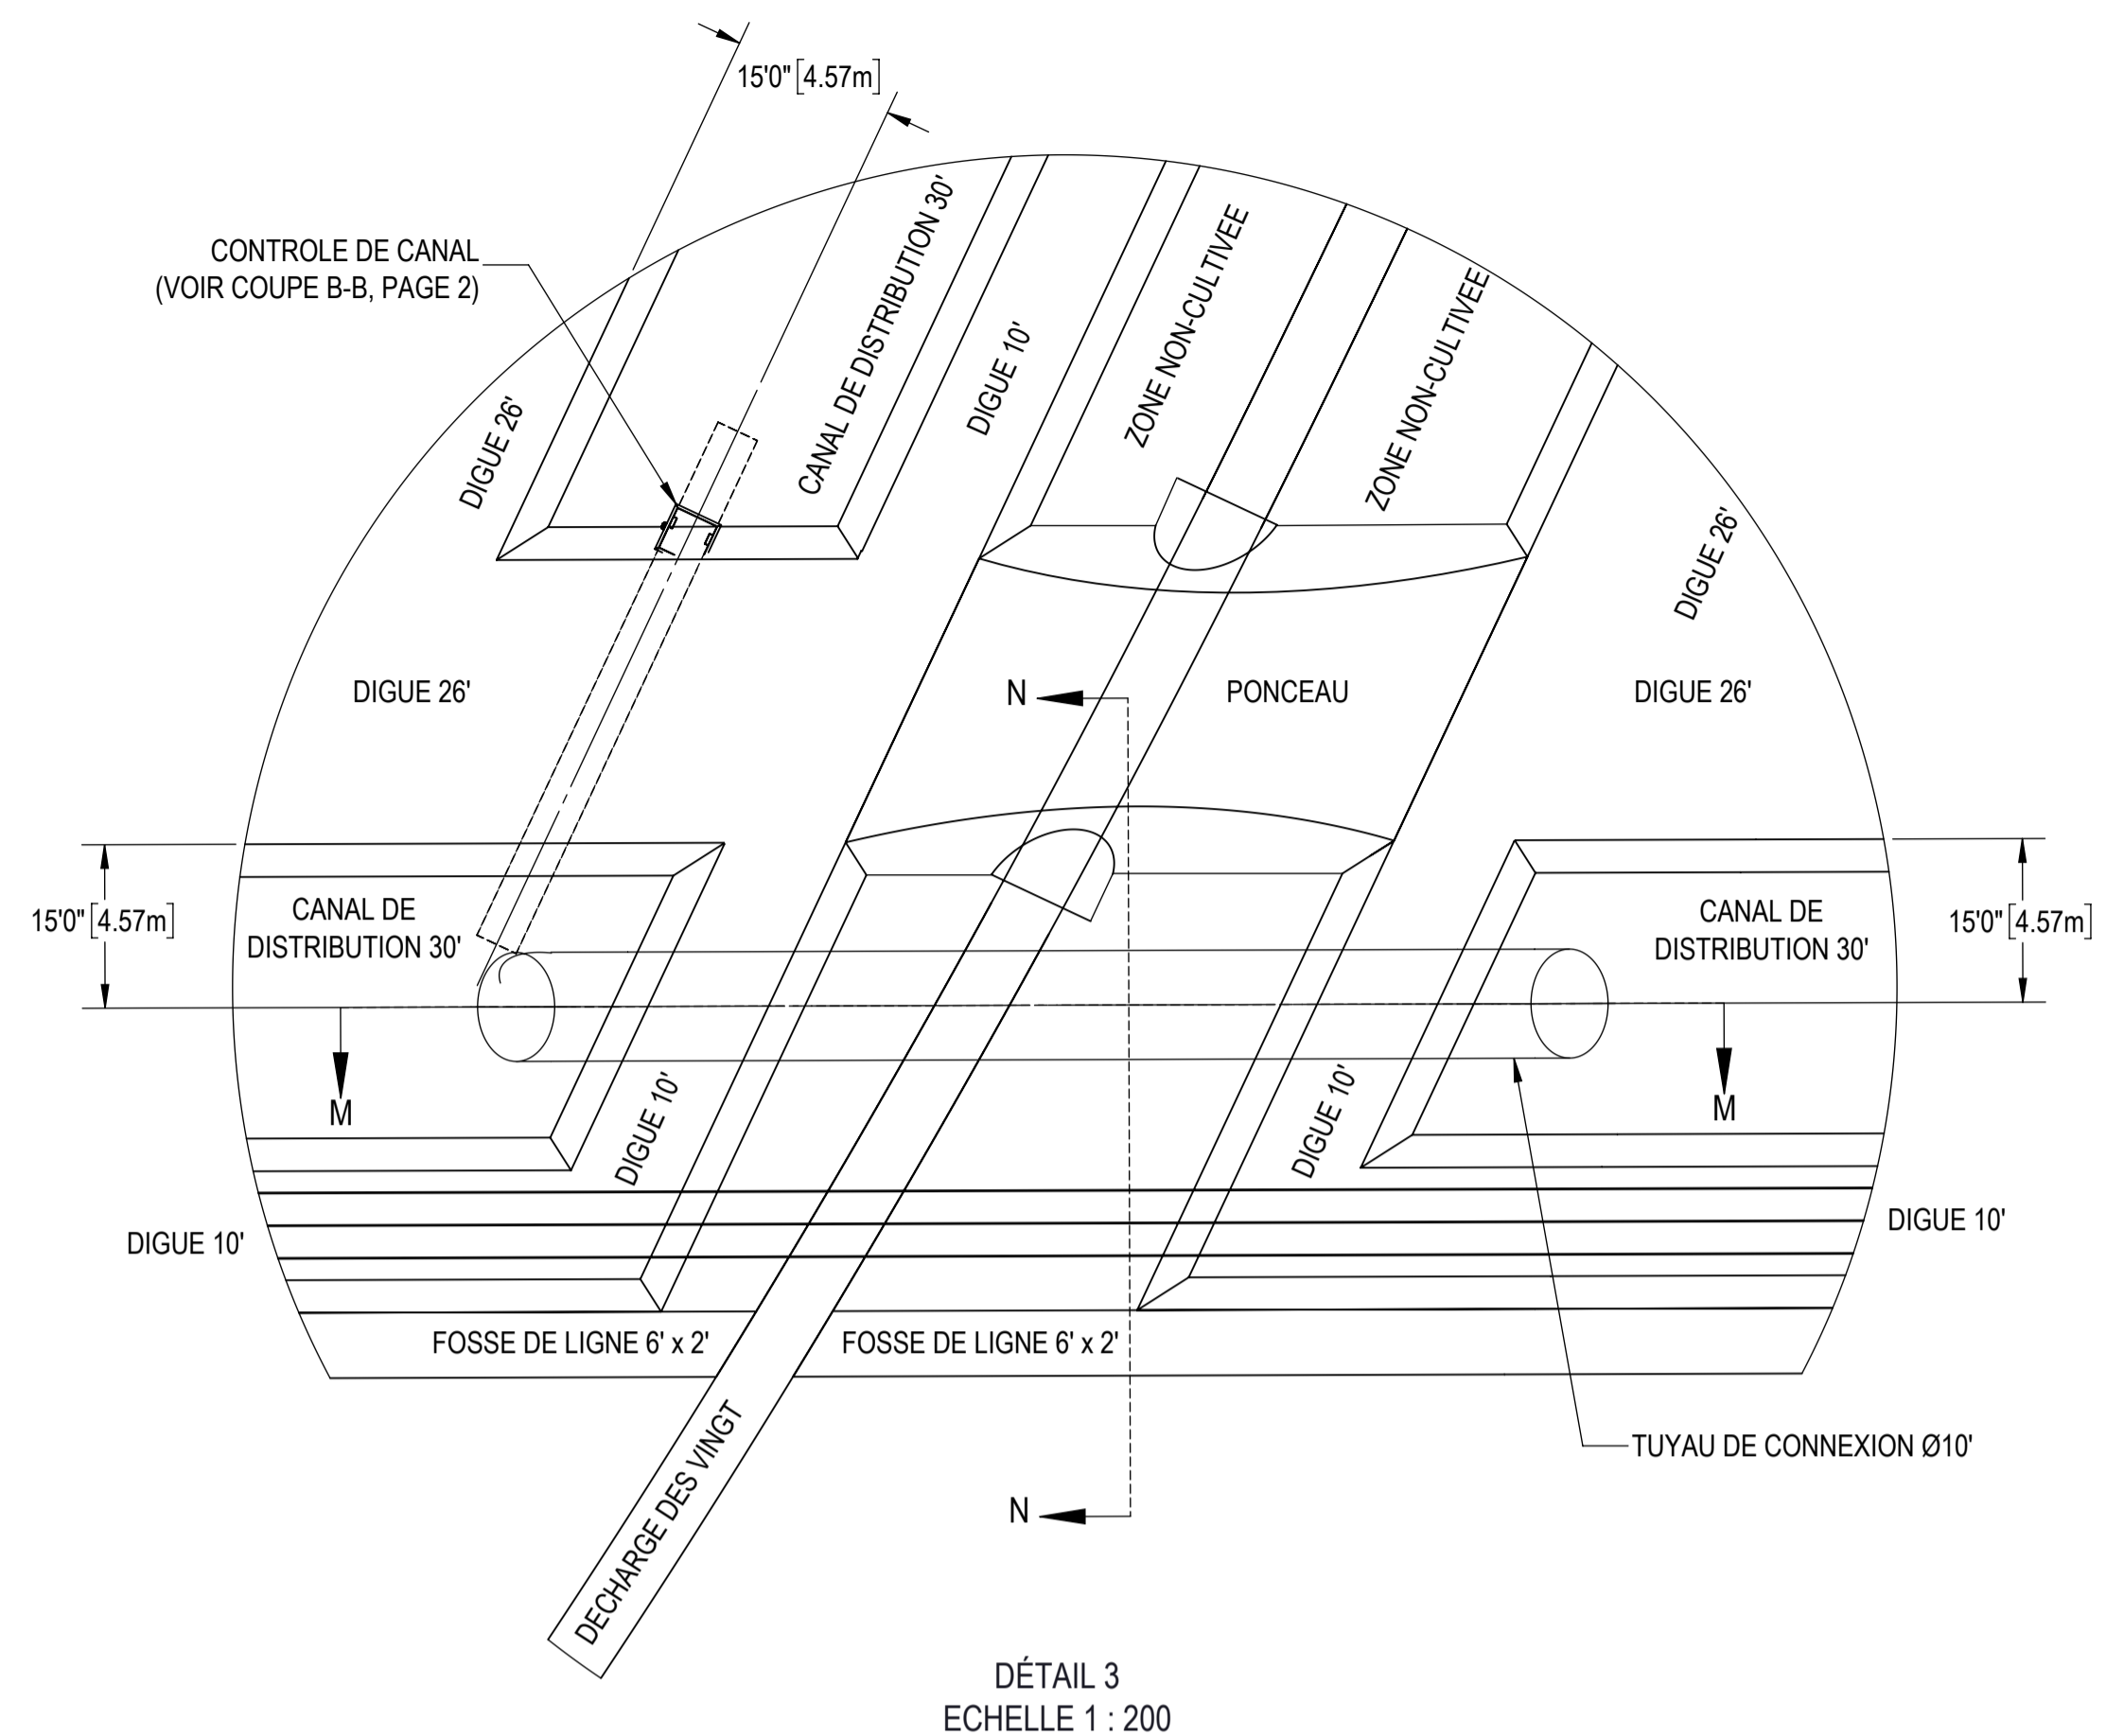 15'0" [4.57m]
CONTROLE DE CANAL
(VOIR COUPE B-B, PAGE 2)
CANAL DE DISTRIBUTION 30'
DIGUE 26'
DIGUE 10'
ZONE NON-CULTIVEE
ZONE NON-CULTIVEE
DIGUE 26'
DIGUE 26'
N
PONCEAU
DIGUE 26'
15'0" [4.57m]
CANAL DE
DISTRIBUTION 30'
CANAL DE
DISTRIBUTION 30'
15'0" [4.57m]
M
M
DIGUE 10'
DIGUE 10'
DIGUE 10'
DIGUE 10'
FOSSE DE LIGNE 6' x 2'
FOSSE DE LIGNE 6' x 2'
DECHARGE DES VINGT
TUYAU DE CONNEXION Ø10'
N
DÉTAIL 3
ECHELLE 1 : 200